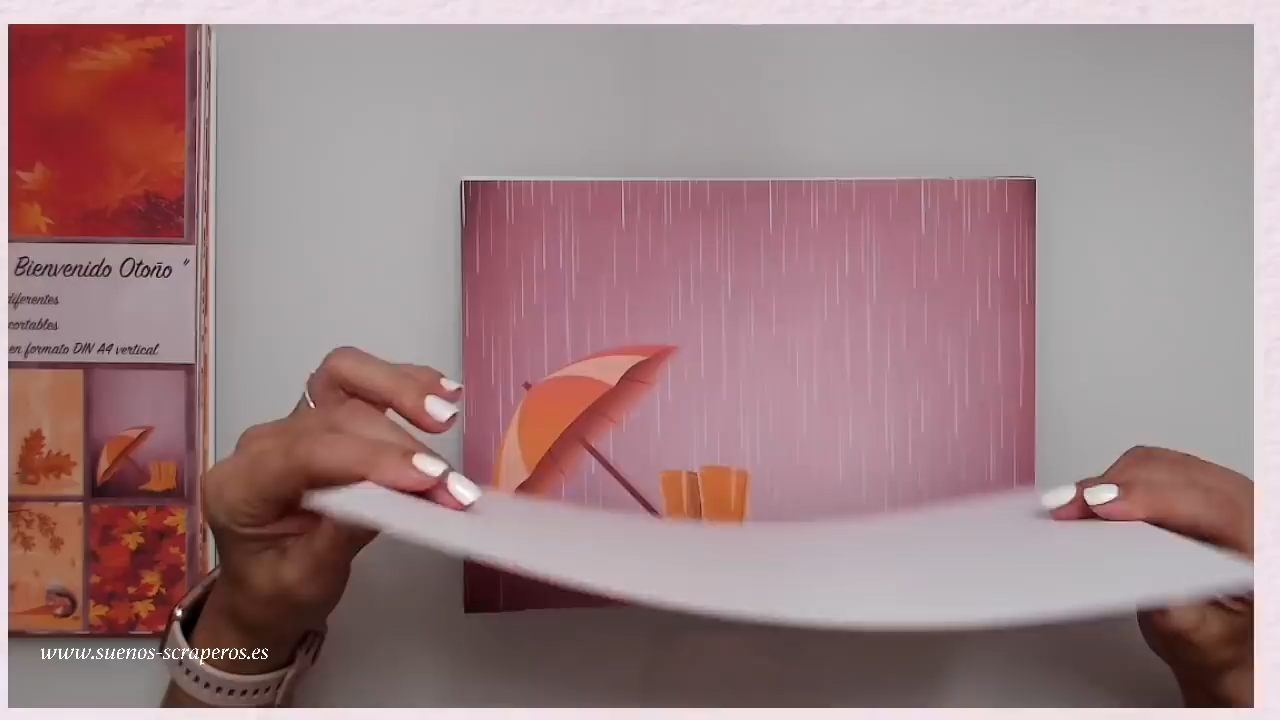 Bienvenido Otoño "
diferentes
cortables
en formato DIN A4 vertical
www.suenos-scraperos.es